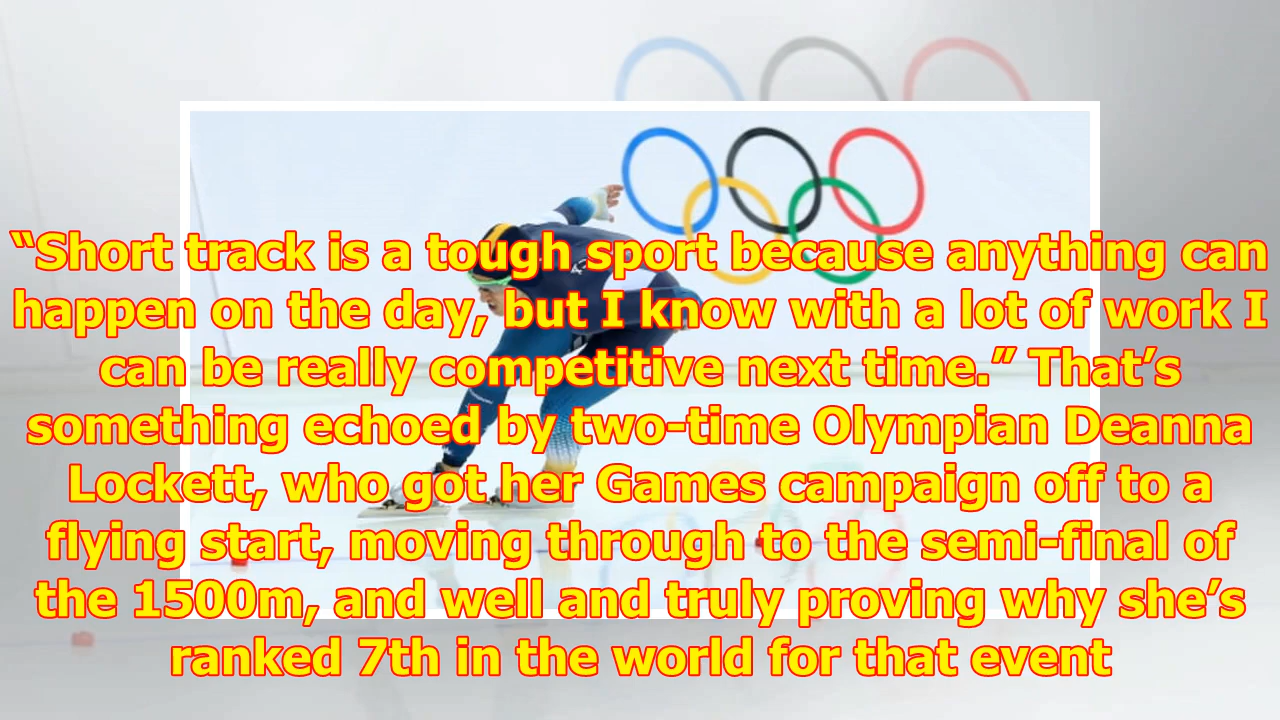 “Short track is a tough sport because anything can
happen on the day, but I know with a lot of work I
can be really competitive next time.” That’s
something echoed by two-time Olympian Deanna
Lockett, who got her Games campaign off to a
flying start, moving through to the semi-final of
the 1500m, and well and truly proving why she’s
ranked 7th in the world for that event